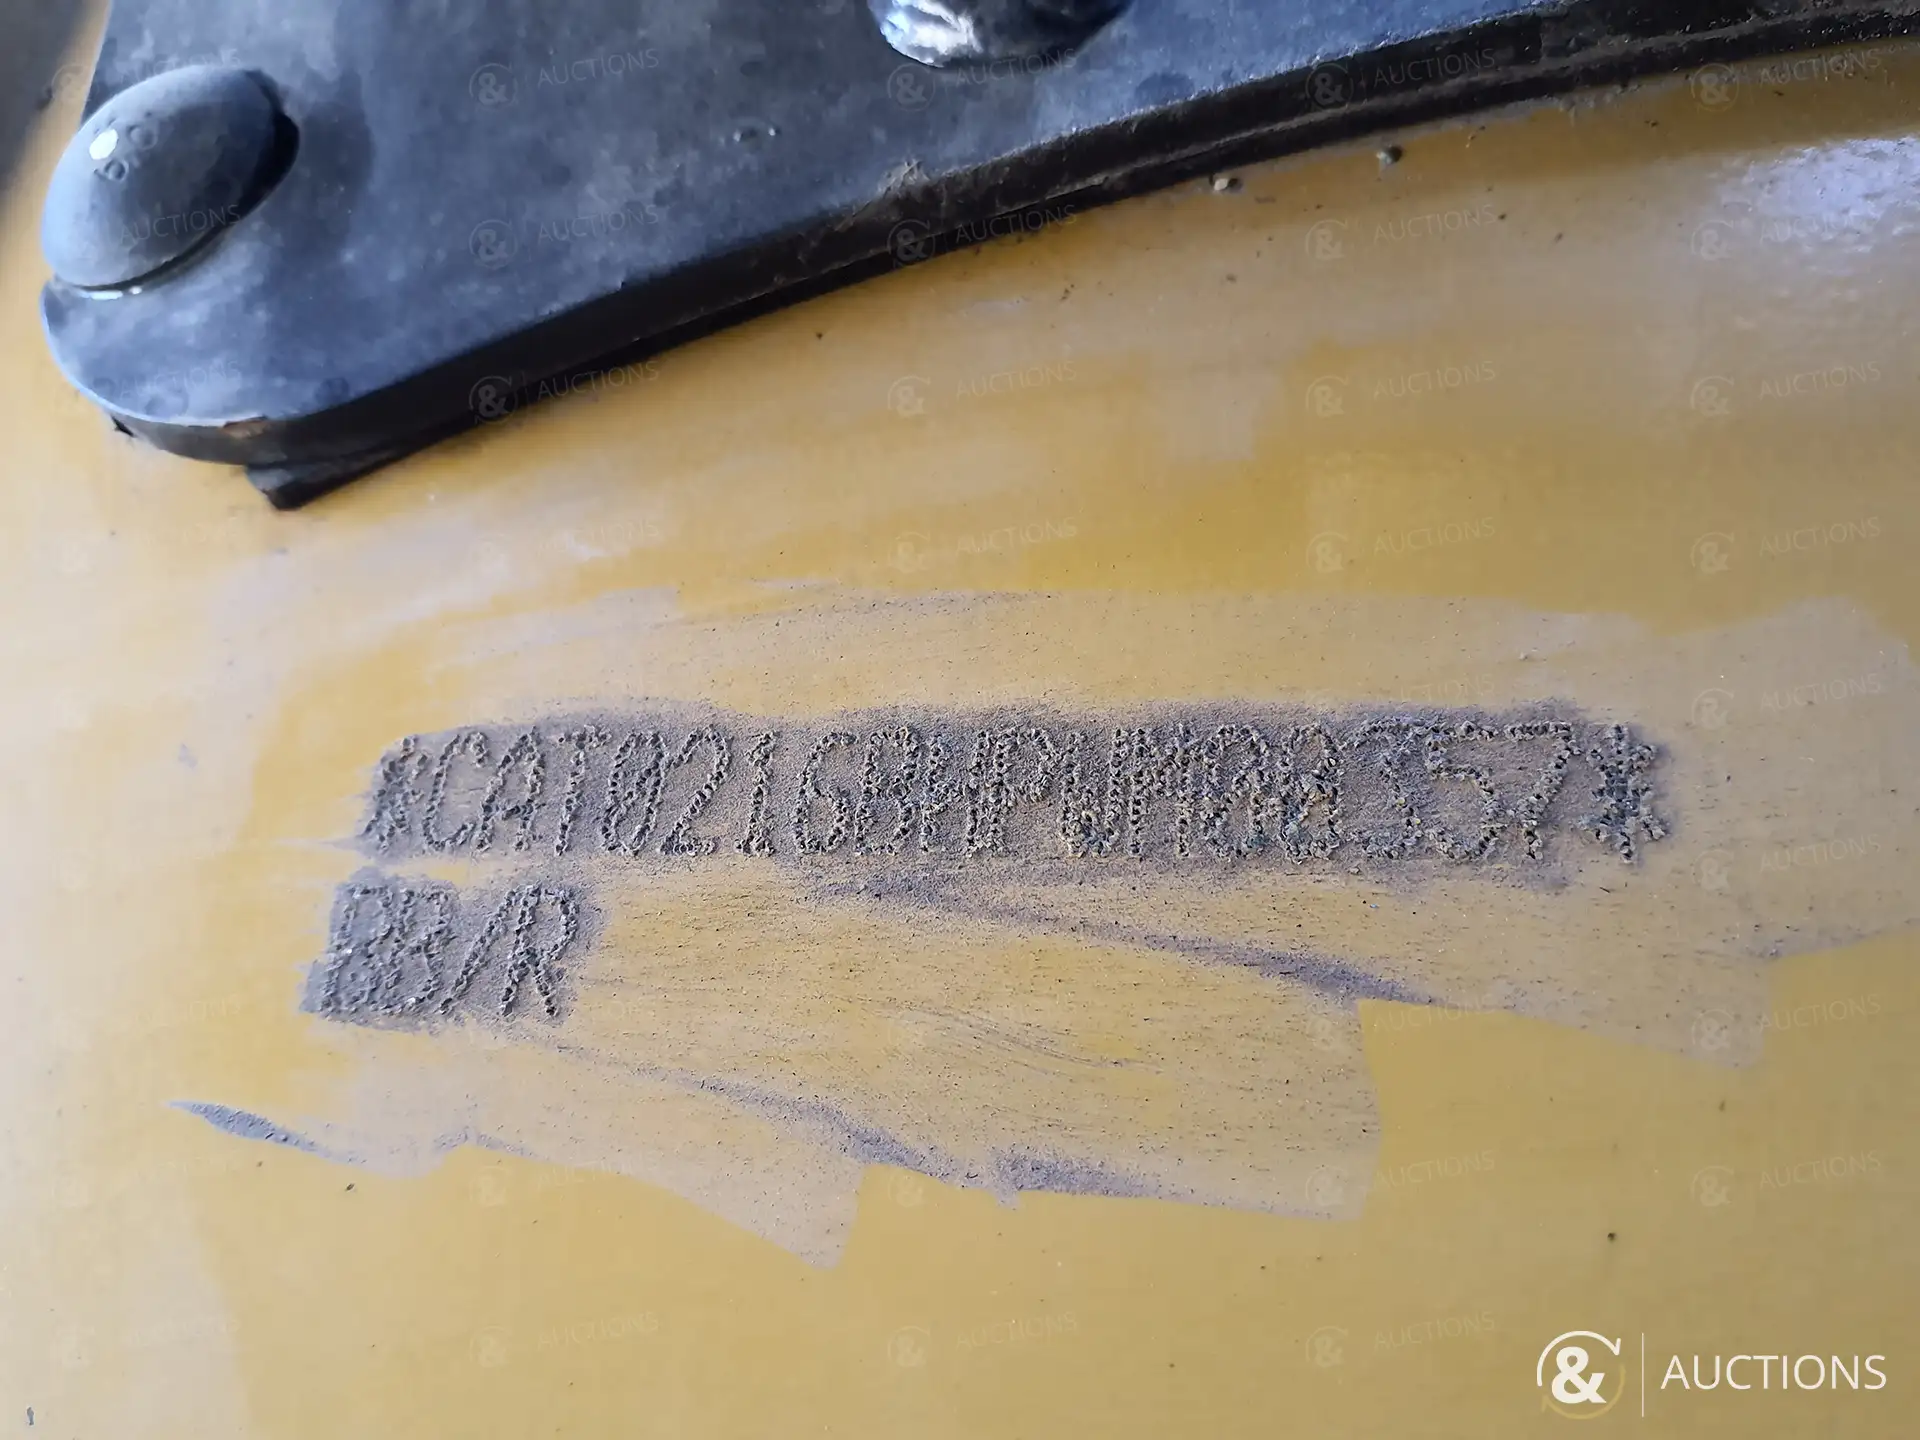 *CAT0216BHPWM00357*
BB/R
& AUCTIONS